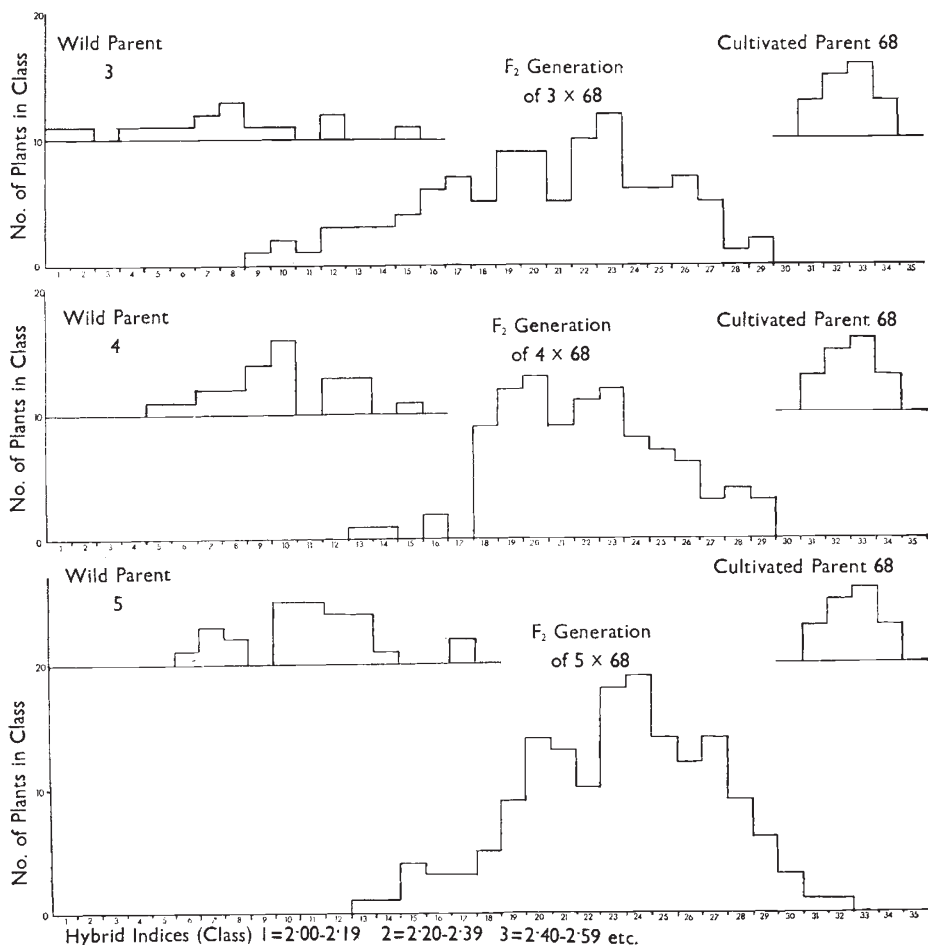 Wild Parent
3
F₂ Generation
of 3 × 68
Cultivated Parent 68
No. of Plants in Class
20
10
0
1 2 3 4 5 6 7 8 9 10 11 12 13 14 15 16 17 18 19 20 21 22 23 24 25 26 27 28 29 30 31 32 33 34 35
Wild Parent
4
F₂ Generation
of 4 × 68
Cultivated Parent 68
No. of Plants in Class
20
10
0
1 2 3 4 5 6 7 8 9 10 11 12 13 14 15 16 17 18 19 20 21 22 23 24 25 26 27 28 29 30 31 32 33 34 35
Wild Parent
5
F₂ Generation
of 5 × 68
Cultivated Parent 68
No. of Plants in Class
20
10
0
1 2 3 4 5 6 7 8 9 10 11 12 13 14 15 16 17 18 19 20 21 22 23 24 25 26 27 28 29 30 31 32 33 34 35
Hybrid Indices (Class) 1=2·00-2·19 2=2·20-2·39 3=2·40-2·59 etc.